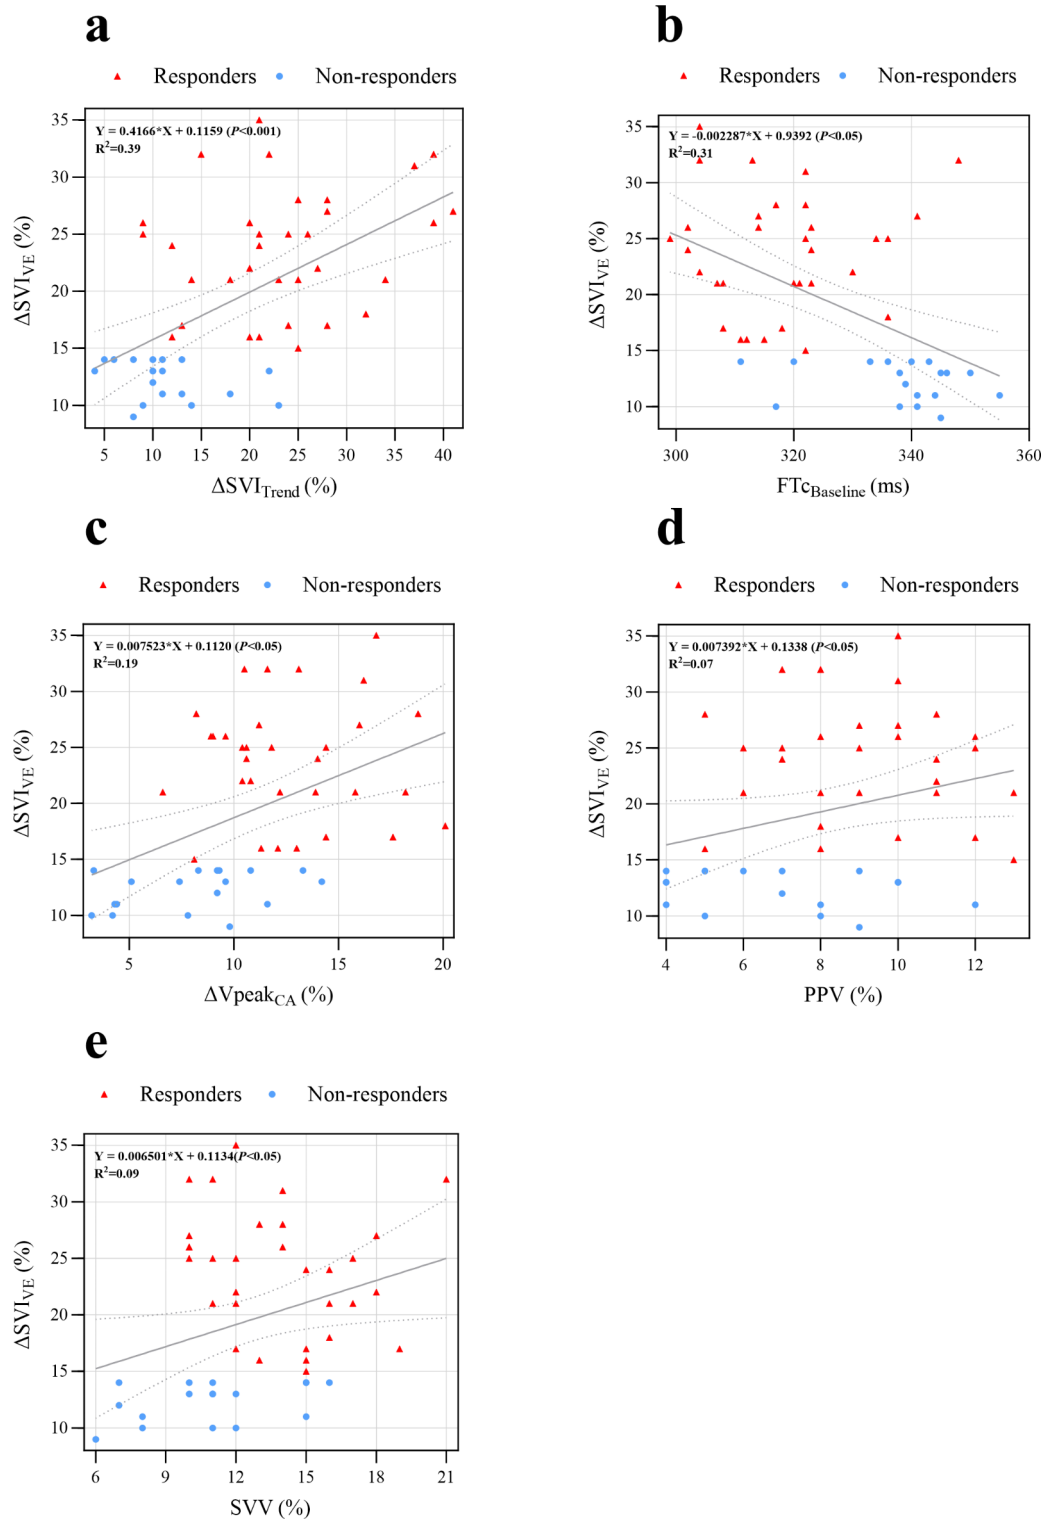 a
Responders Non-responders
Y = 0.4166*X + 0.1159 (P<0.001)
R²=0.39
35
30
25
20
15
10
ΔSVI_VE (%)
5 10 15 20 25 30 35 40
ΔSVI_Trend (%)
b
Responders Non-responders
Y = -0.002287*X + 0.9392 (P<0.05)
R²=0.31
35
30
25
20
15
10
ΔSVI_VE (%)
300 320 340 360
FTc_Baseline (ms)
c
Responders Non-responders
Y = 0.007523*X + 0.1120 (P<0.05)
R²=0.19
35
30
25
20
15
10
ΔSVI_VE (%)
5 10 15 20
ΔVpeak_CA (%)
d
Responders Non-responders
Y = 0.007392*X + 0.1338 (P<0.05)
R²=0.07
35
30
25
20
15
10
ΔSVI_VE (%)
4 6 8 10 12
PPV (%)
e
Responders Non-responders
Y = 0.006501*X + 0.1134(P<0.05)
R²=0.09
35
30
25
20
15
10
ΔSVI_VE (%)
6 9 12 15 18 21
SVV (%)